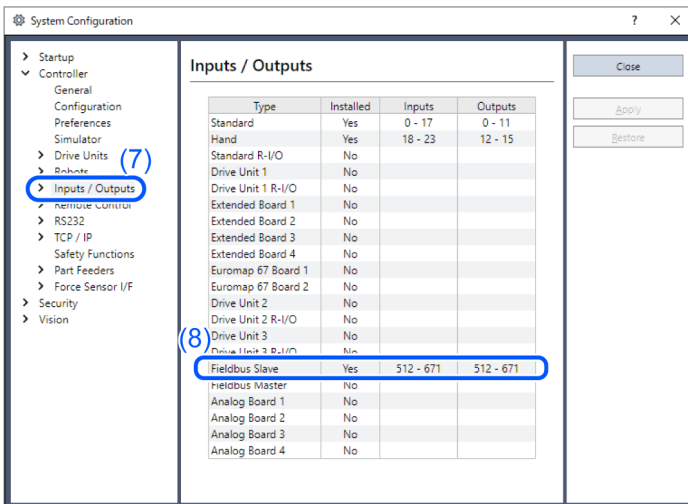 System Configuration
? ×
Startup
Controller
General
Configuration
Preferences
Simulator
Drive Units
(7)
Robots
Inputs / Outputs
Remote Control
RS232
TCP / IP
Safety Functions
Part Feeders
Force Sensor I/F
Security
Vision
Inputs / Outputs
Type Installed Inputs Outputs
Standard Yes 0 - 17 0 - 11
Hand Yes 18 - 23 12 - 15
Standard R-I/O No
Drive Unit 1 No
Drive Unit 1 R-I/O No
Extended Board 1 No
Extended Board 2 No
Extended Board 3 No
Extended Board 4 No
Euromap 67 Board 1 No
Euromap 67 Board 2 No
Drive Unit 2 No
Drive Unit 2 R-I/O No
(8)
Drive Unit 3 No
Drive Unit 3 R-I/O No
Fieldbus Slave Yes 512 - 671 512 - 671
Fieldbus Master No
Analog Board 1 No
Analog Board 2 No
Analog Board 3 No
Analog Board 4 No
Close
Apply
Restore